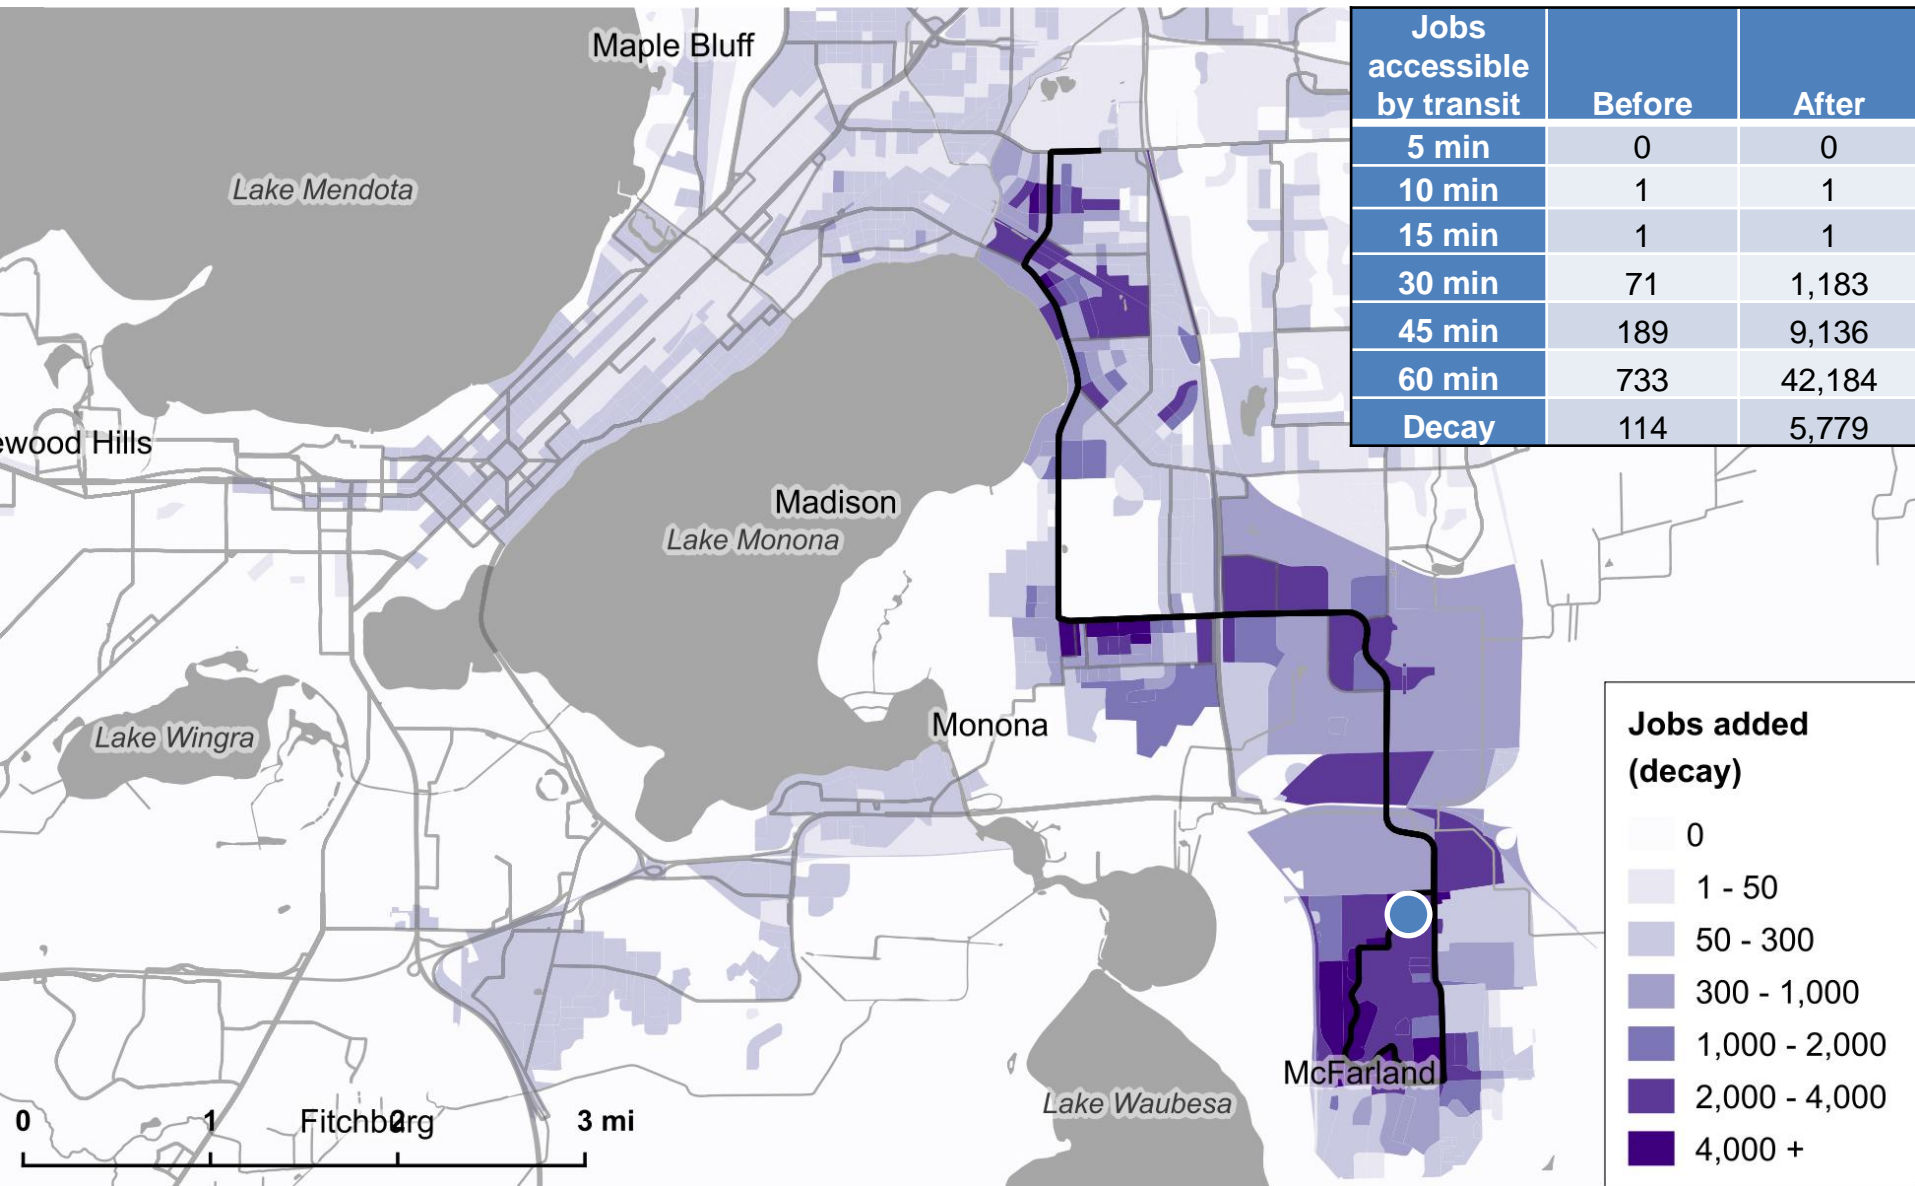 Maple Bluff
Lake Mendota
ewood Hills
Madison
Lake Monona
Lake Wingra
Monona
McFarland
Lake Waubesa
Fitchburg
0 1 2 3 mi
Jobs
accessible
by transit Before After
5 min 0 0
10 min 1 1
15 min 1 1
30 min 71 1,183
45 min 189 9,136
60 min 733 42,184
Decay 114 5,779
Jobs added
(decay)
0
1 - 50
50 - 300
300 - 1,000
1,000 - 2,000
2,000 - 4,000
4,000 +